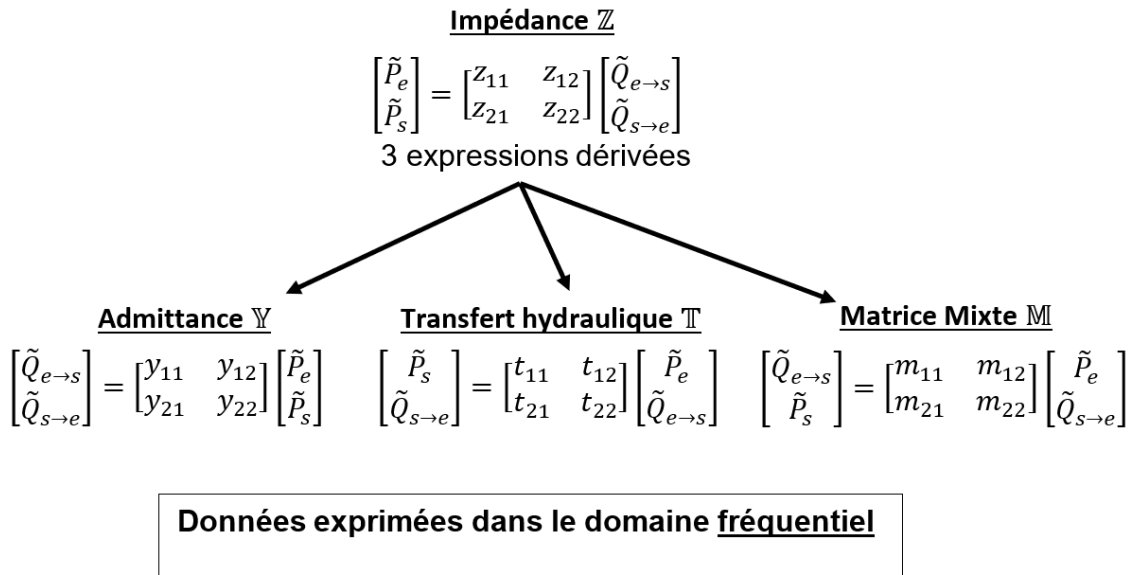 Impédance ℤ
[P̃ₑ; P̃ₛ] = [z₁₁ z₁₂; z₂₁ z₂₂] [Q̃ₑ→ₛ; Q̃ₛ→ₑ]
3 expressions dérivées
Admittance 𝕐
[Q̃ₑ→ₛ; Q̃ₛ→ₑ] = [y₁₁ y₁₂; y₂₁ y₂₂] [P̃ₑ; P̃ₛ]
Transfert hydraulique 𝕋
[P̃ₛ; Q̃ₛ→ₑ] = [t₁₁ t₁₂; t₂₁ t₂₂] [P̃ₑ; Q̃ₑ→ₛ]
Matrice Mixte 𝕄
[Q̃ₑ→ₛ; P̃ₛ] = [m₁₁ m₁₂; m₂₁ m₂₂] [P̃ₑ; Q̃ₛ→ₑ]
Données exprimées dans le domaine fréquentiel